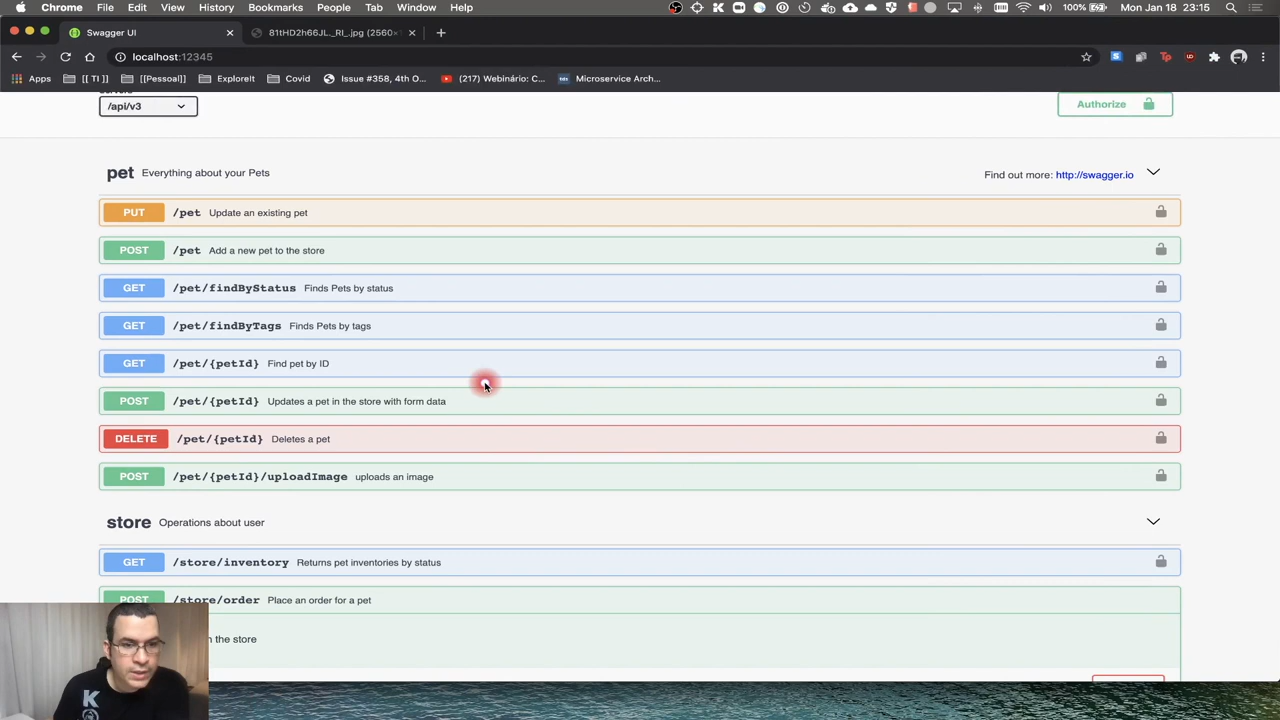 Chrome File Edit View History Bookmarks People Tab Window Help 100% Mon Jan 18 23:15
Swagger UI 81tHD2h66JL._RI_.jpg (2560×
localhost:12345
Apps [[ TI ]] [[Pessoal]] ExploreIt Covid Issue #358, 4th O... (217) Webinário: C... Microservice Arch...
/api/v3 Authorize
pet Everything about your Pets Find out more: http://swagger.io
PUT /pet Update an existing pet
POST /pet Add a new pet to the store
GET /pet/findByStatus Finds Pets by status
GET /pet/findByTags Finds Pets by tags
GET /pet/{petId} Find pet by ID
POST /pet/{petId} Updates a pet in the store with form data
DELETE /pet/{petId} Deletes a pet
POST /pet/{petId}/uploadImage uploads an image
store Operations about user
GET /store/inventory Returns pet inventories by status
POST /store/order Place an order for a pet
the store
K